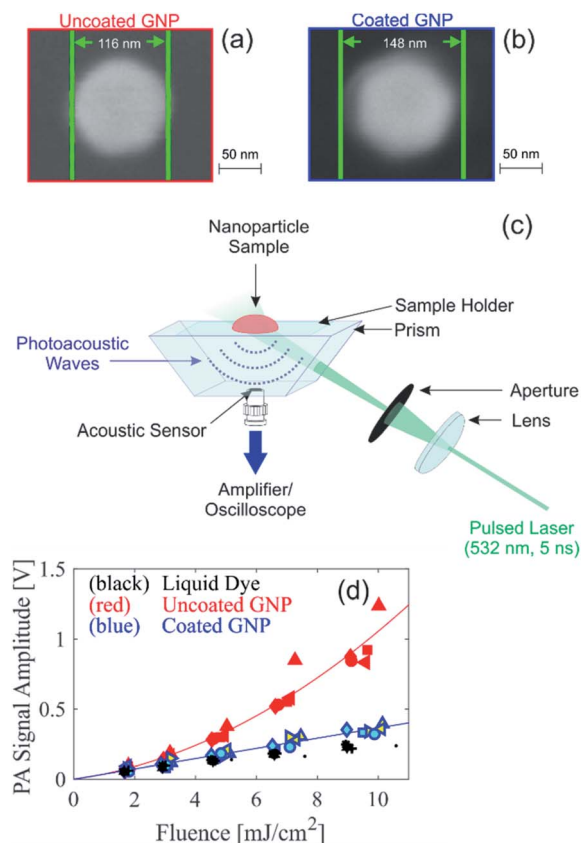 Uncoated GNP
(a)
116 nm
50 nm
Coated GNP
(b)
148 nm
50 nm
(c)
Nanoparticle
Sample
Sample Holder
Prism
Photoacoustic
Waves
Aperture
Lens
Acoustic Sensor
Amplifier/
Oscilloscope
Pulsed Laser
(532 nm, 5 ns)
(d)
(black) Liquid Dye
(red) Uncoated GNP
(blue) Coated GNP
PA Signal Amplitude [V]
1.5
1
0.5
0
0 2 4 6 8 10
Fluence [mJ/cm²]